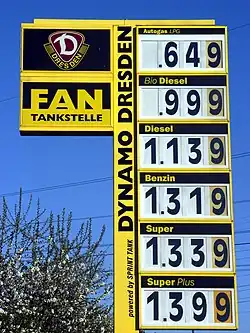 D
DRESDEN
FAN
TANKSTELLE
DYNAMO DRESDEN
powered by SPRINT TANK
Autogas LPG
.649
Bio Diesel
.999
Diesel
1.139
Benzin
1.319
Super
1.339
Super Plus
1.399